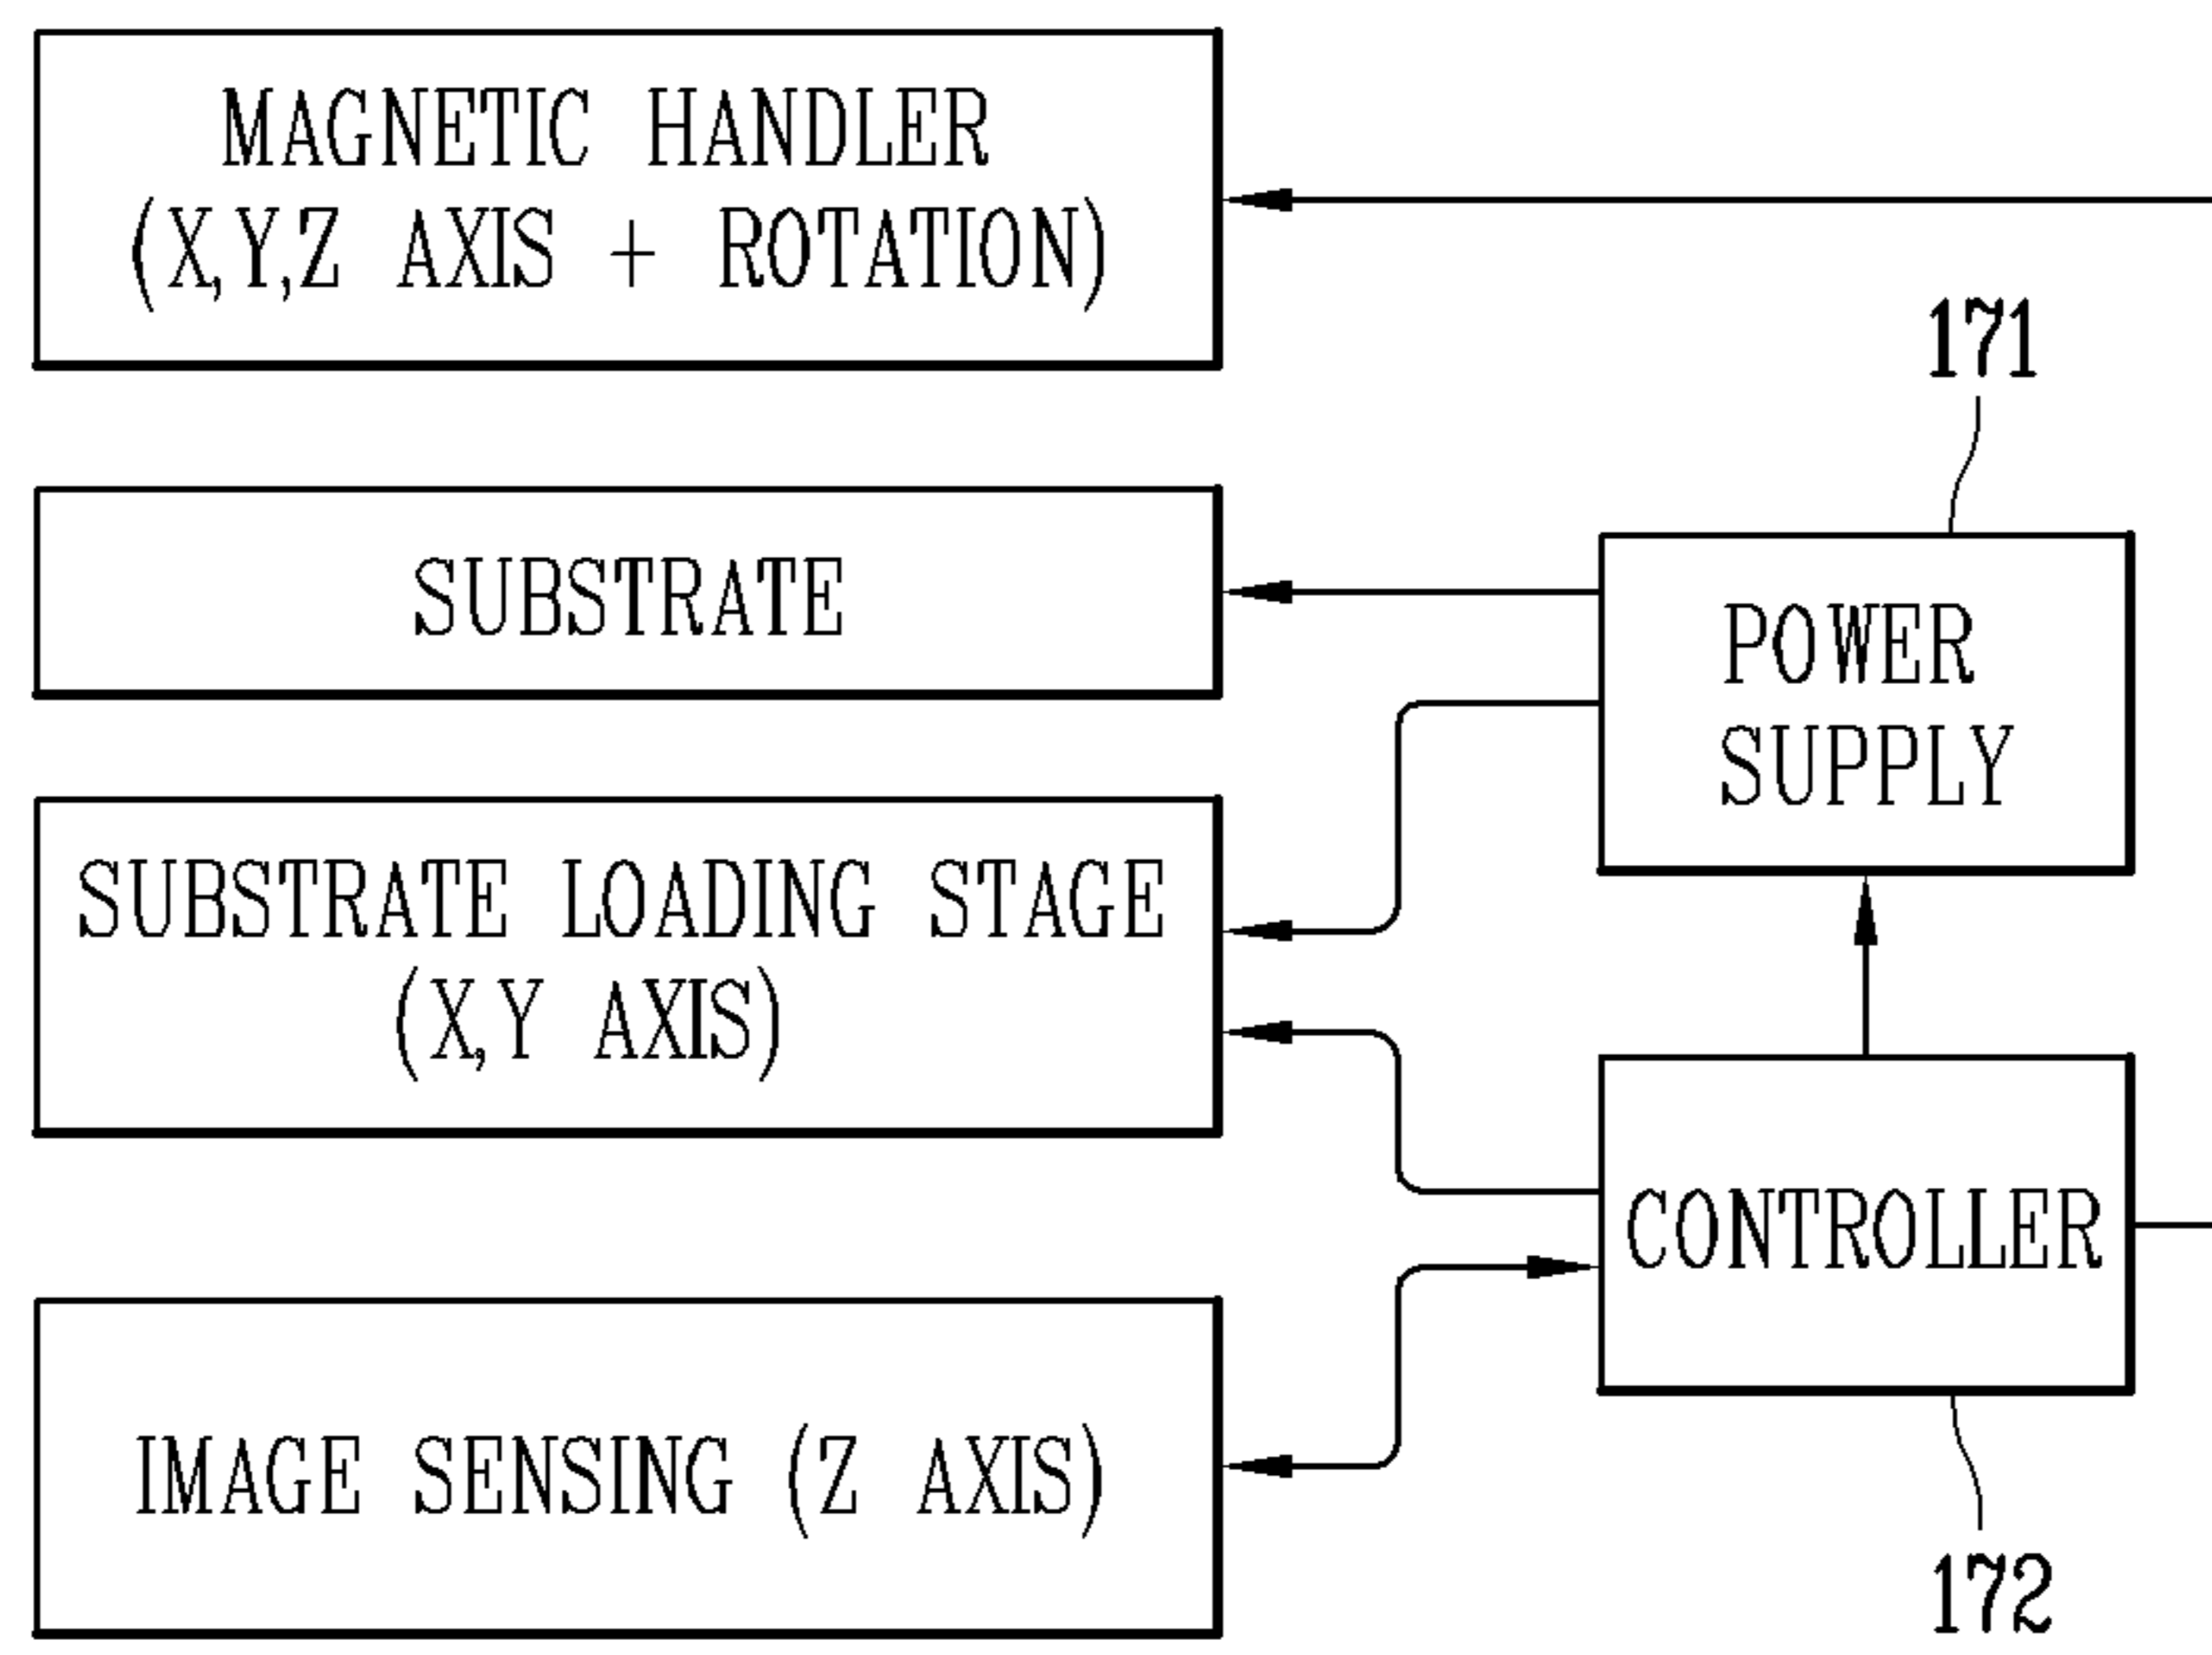 MAGNETIC HANDLER
(X,Y,Z AXIS + ROTATION)
171
SUBSTRATE
POWER
SUPPLY
SUBSTRATE LOADING STAGE
(X,Y AXIS)
CONTROLLER
IMAGE SENSING (Z AXIS)
172